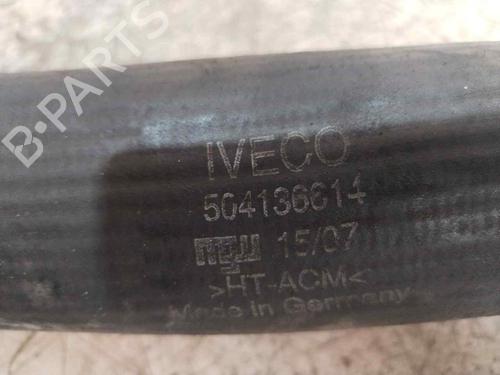 B-PARTS
IVECO
504136614
15/07
>HT-ACM<
Made in Germany